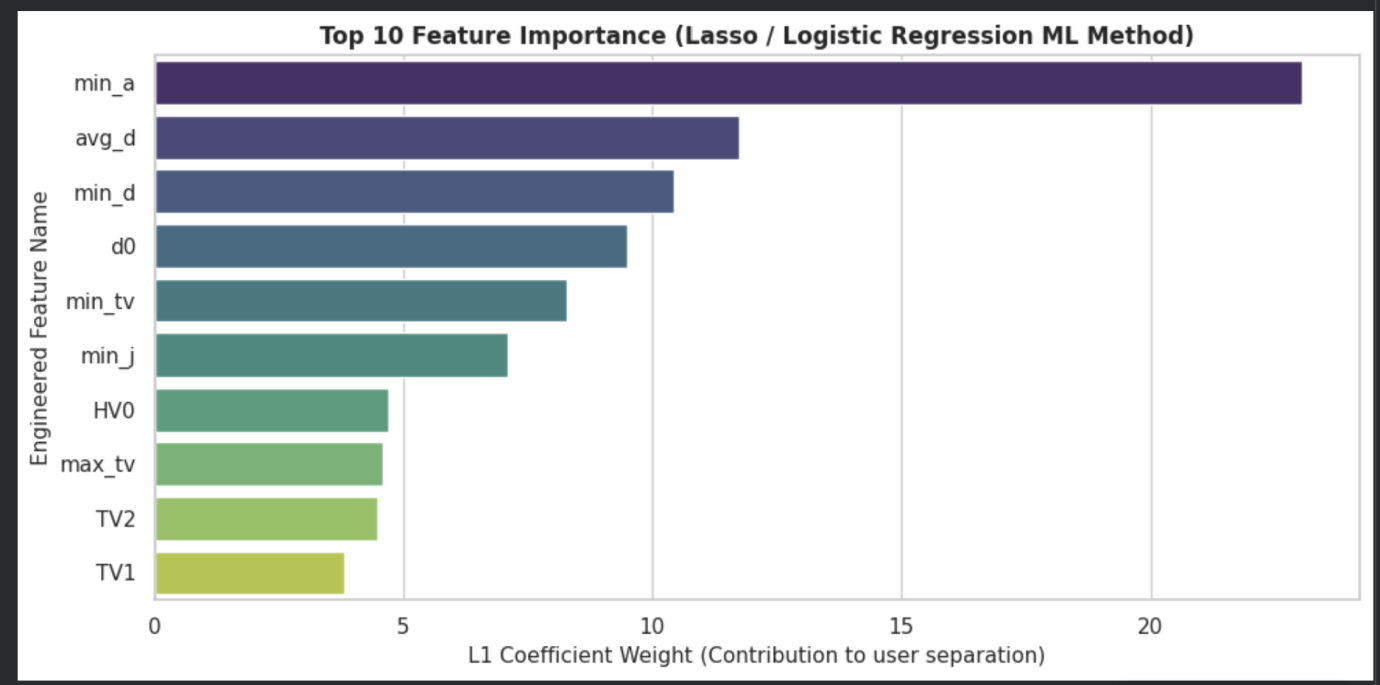 Top 10 Feature Importance (Lasso / Logistic Regression ML Method)
Engineered Feature Name
min_a
avg_d
min_d
d0
min_tv
min_j
HV0
max_tv
TV2
TV1
0 5 10 15 20
L1 Coefficient Weight (Contribution to user separation)